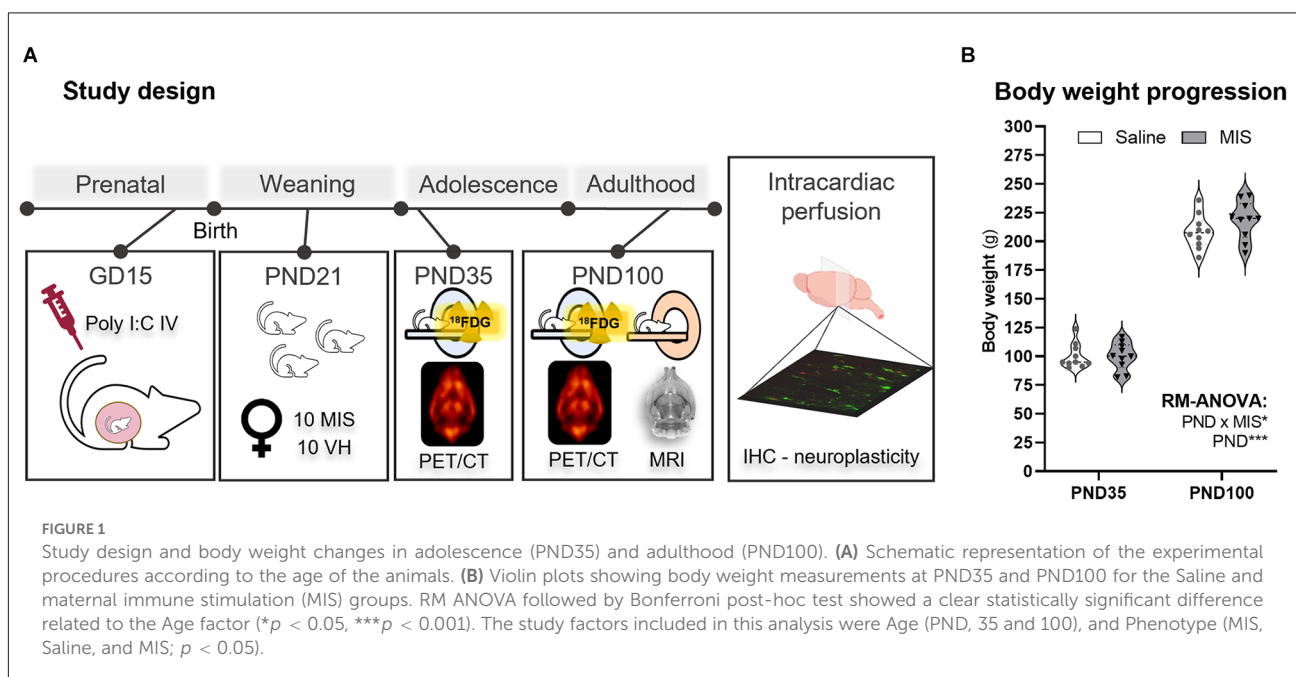 A
Study design
Prenatal
Weaning
Adolescence
Adulthood
Birth
GD15
Poly I:C IV
PND21
10 MIS
10 VH
PND35
¹⁸FDG
PET/CT
PND100
¹⁸FDG
PET/CT
MRI
Intracardiac
perfusion
IHC - neuroplasticity
B
Body weight progression
Saline
MIS
Body weight (g)
300
275
250
225
200
175
150
125
100
75
50
25
0
RM-ANOVA:
PND x MIS*
PND***
PND35
PND100
FIGURE 1
Study design and body weight changes in adolescence (PND35) and adulthood (PND100). (A) Schematic representation of the experimental
procedures according to the age of the animals. (B) Violin plots showing body weight measurements at PND35 and PND100 for the Saline and
maternal immune stimulation (MIS) groups. RM ANOVA followed by Bonferroni post-hoc test showed a clear statistically significant difference
related to the Age factor (*p < 0.05, ***p < 0.001). The study factors included in this analysis were Age (PND, 35 and 100), and Phenotype (MIS,
Saline, and MIS; p < 0.05).